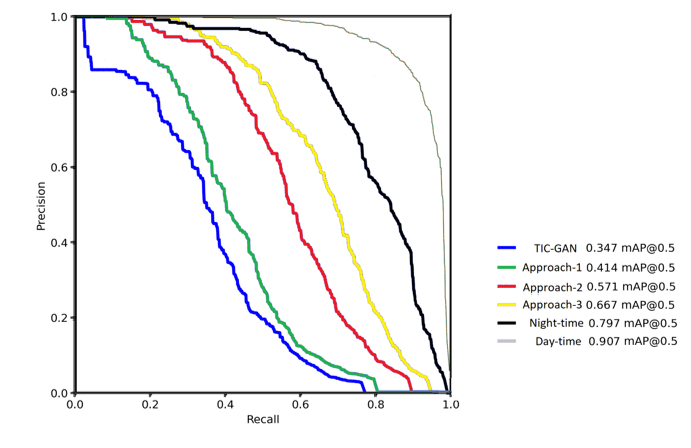 1.0
0.8
0.6
0.4
0.2
0.0
Precision
0.0 0.2 0.4 0.6 0.8 1.0
Recall
TIC-GAN 0.347 mAP@0.5
Approach-1 0.414 mAP@0.5
Approach-2 0.571 mAP@0.5
Approach-3 0.667 mAP@0.5
Night-time 0.797 mAP@0.5
Day-time 0.907 mAP@0.5